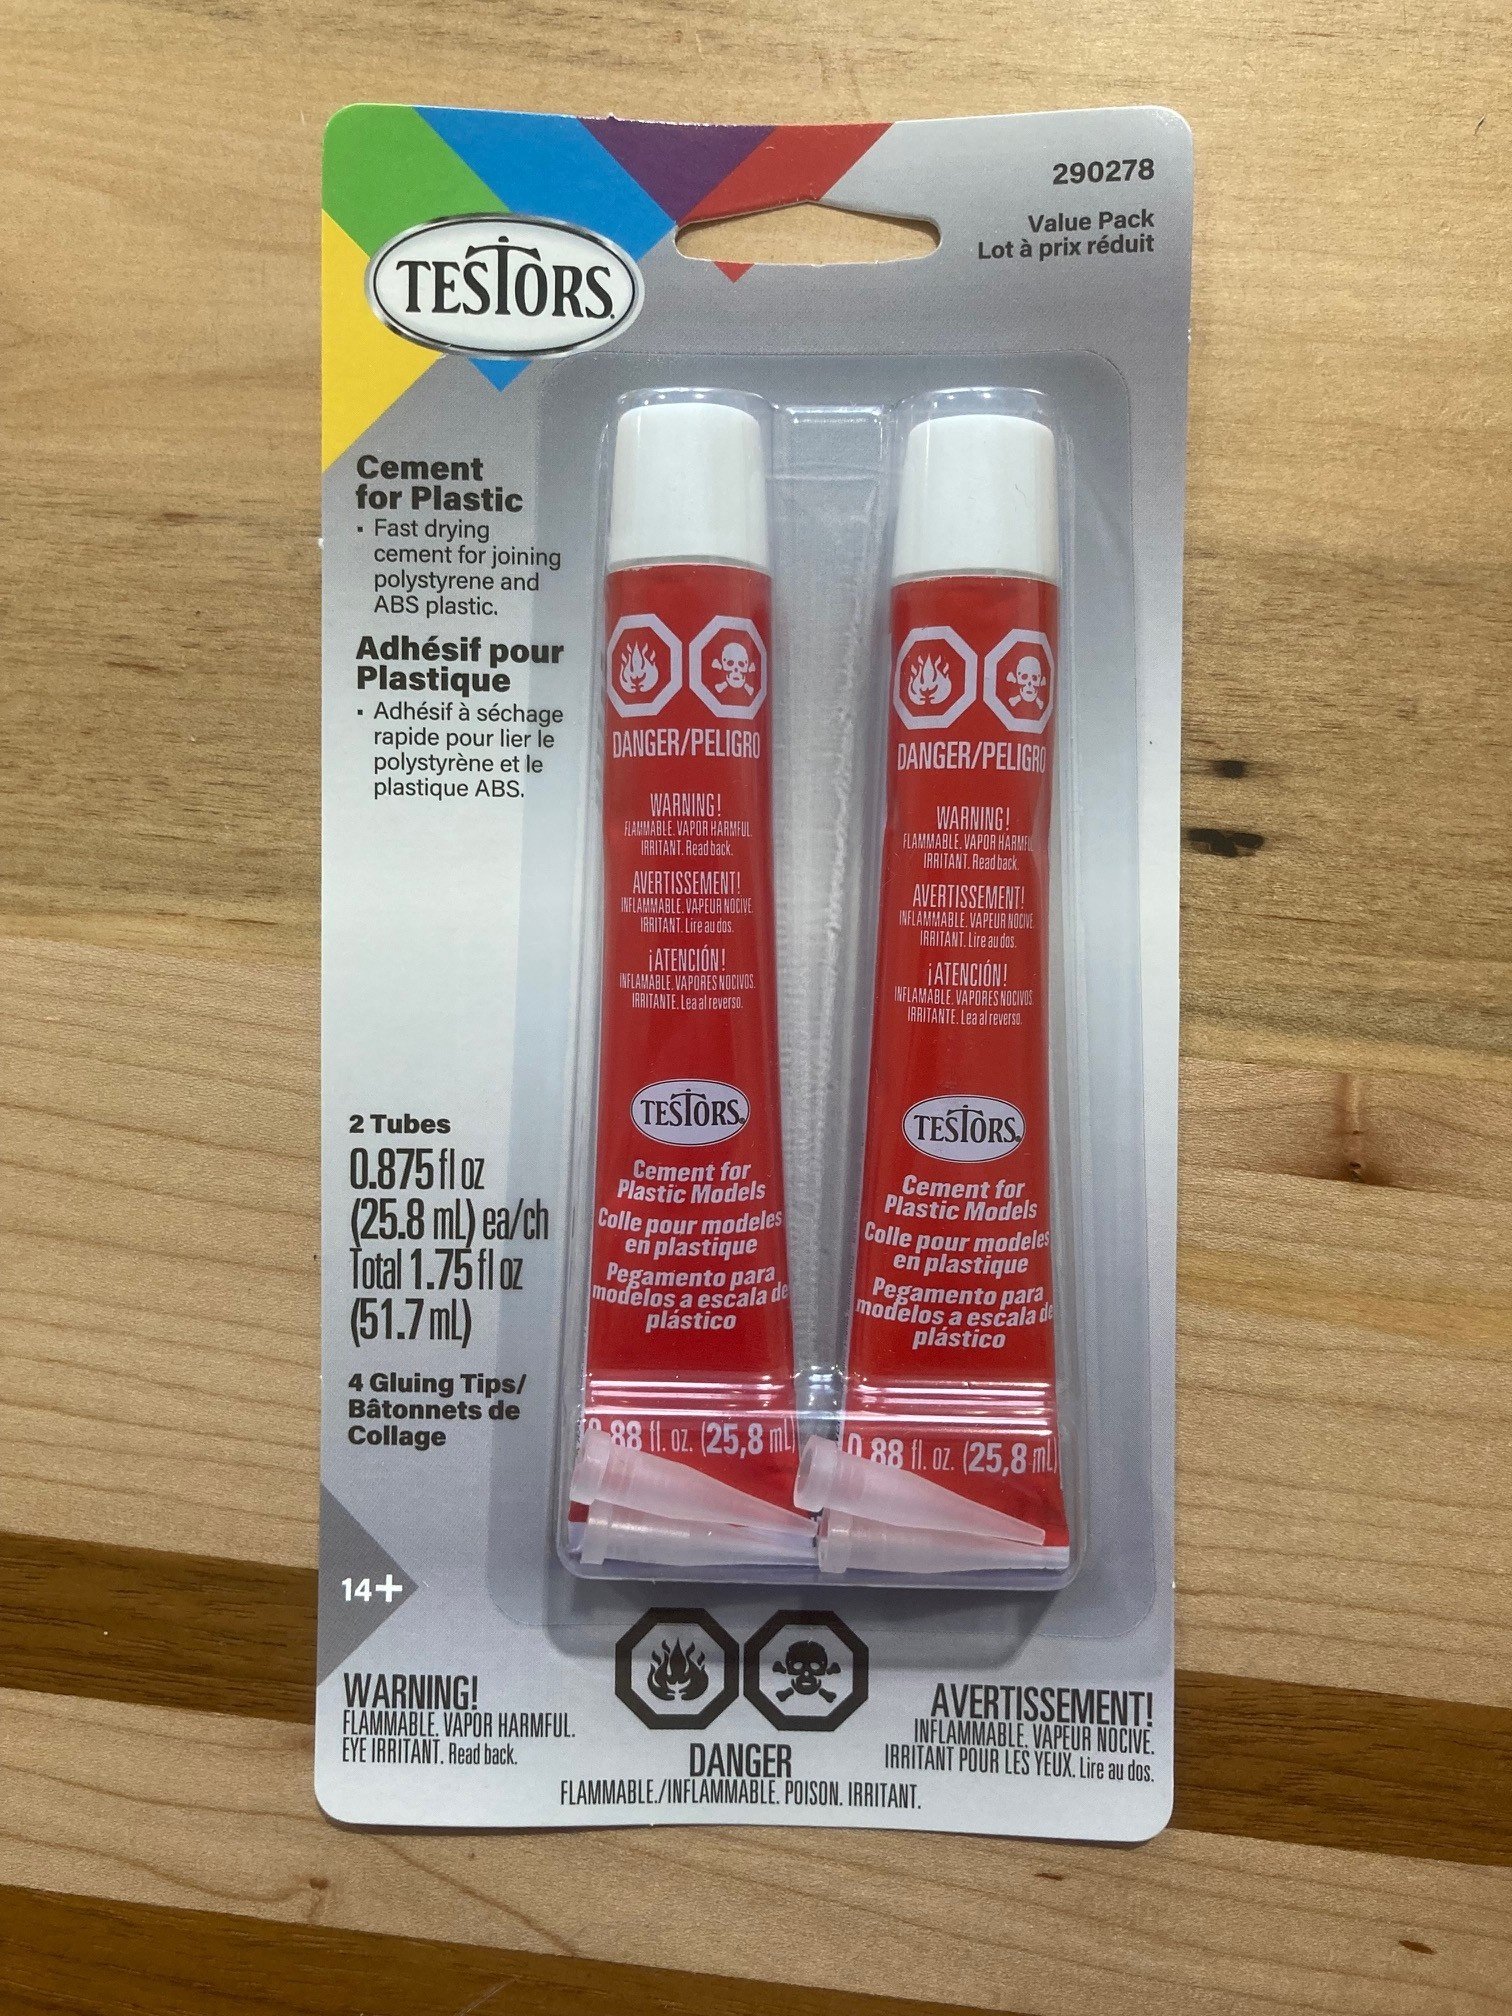 290278
Value Pack
Lot à prix réduit
TESTORS
Cement
for Plastic
• Fast drying
cement for joining
polystyrene and
ABS plastic.
Adhésif pour
Plastique
• Adhésif à séchage
rapide pour lier le
polystyrène et le
plastique ABS.
2 Tubes
0.875 fl oz
(25.8 mL) ea/ch
Total 1.75 fl oz
(51.7 mL)
4 Gluing Tips/
Bâtonnets de
Collage
14+
DANGER/PELIGRO
WARNING!
FLAMMABLE. VAPOR HARMFUL.
IRRITANT. Read back.
AVERTISSEMENT!
INFLAMMABLE. VAPEUR NOCIVE.
IRRITANT. Lire au dos.
¡ATENCIÓN!
INFLAMABLE. VAPORES NOCIVOS.
IRRITANTE. Lea al reverso.
TESTORS
Cement for
Plastic Models
Colle pour modeles
en plastique
Pegamento para
modelos a escala de
plástico
0.88 fl. oz. (25,8 mL)
DANGER/PELIGRO
WARNING!
FLAMMABLE. VAPOR HARMFUL
IRRITANT. Read back.
AVERTISSEMENT!
INFLAMMABLE. VAPEUR NOCIVE.
IRRITANT. Lire au dos.
¡ATENCIÓN!
INFLAMABLE. VAPORES NOCIVOS.
IRRITANTE. Lea al reverso.
TESTORS
Cement for
Plastic Models
Colle pour modeles
en plastique
Pegamento para
modelos a escala de
plástico
0.88 fl. oz. (25,8 mL)
WARNING!
FLAMMABLE. VAPOR HARMFUL.
EYE IRRITANT. Read back.
DANGER
FLAMMABLE./INFLAMMABLE. POISON. IRRITANT.
AVERTISSEMENT!
INFLAMMABLE. VAPEUR NOCIVE.
IRRITANT POUR LES YEUX. Lire au dos.